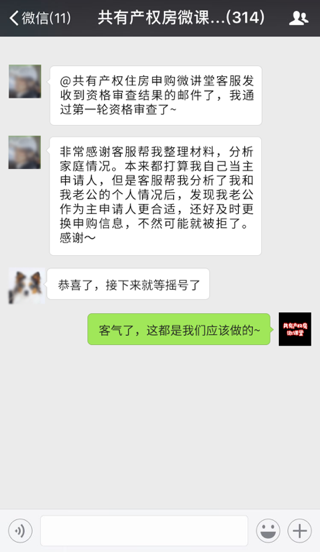 微信(110)
共有产权房微课...(314)
@共有产权住房申购微讲堂客服发
收到资格审查结果的邮件了，我通
过第一轮资格审查了~
非常感谢客服帮我整理材料，分析
家庭情况。本来都打算我自己当主
申请人，但是客服帮我分析了我和
我老公的个人情况后，发现我老公
作为主申请人更合适，还好及时更
换申购信息，不然可能就被拒了。
感谢～
恭喜了，接下来就等摇号了
客气了，这都是我们应该做的~
共有产权房
微课堂